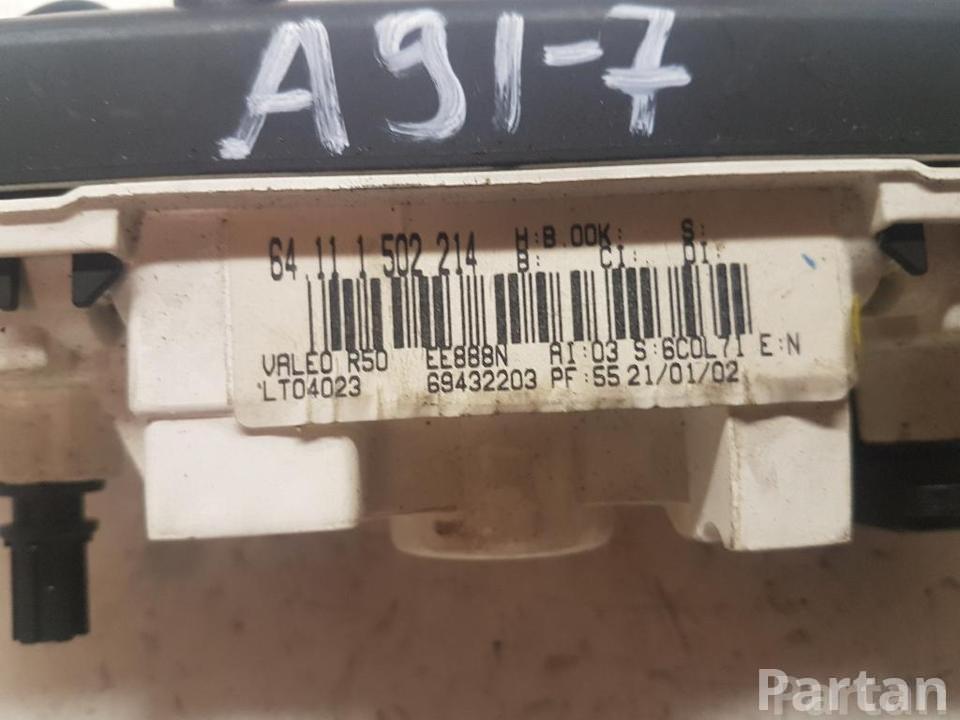 A91-7
64.11 1 502 214 H:B.00K: S:
B: CI:. DI:
VALEO R50 EE888N AI:03 S:6C0L71 E:N
LT04023 69432203 PF:55 21/01/02
Partan